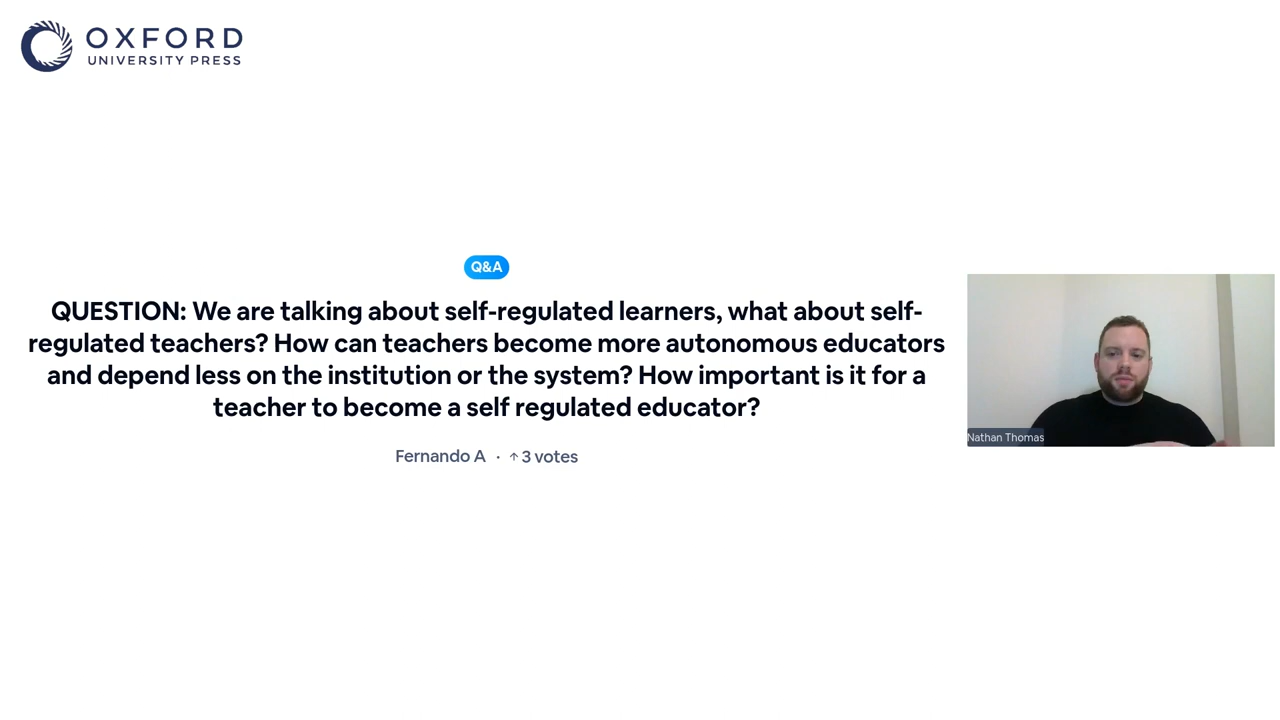 OXFORD
UNIVERSITY PRESS
Q&A
QUESTION: We are talking about self-regulated learners, what about self-
regulated teachers? How can teachers become more autonomous educators
and depend less on the institution or the system? How important is it for a
teacher to become a self regulated educator?
Fernando A · ↑ 3 votes
Nathan Thomas